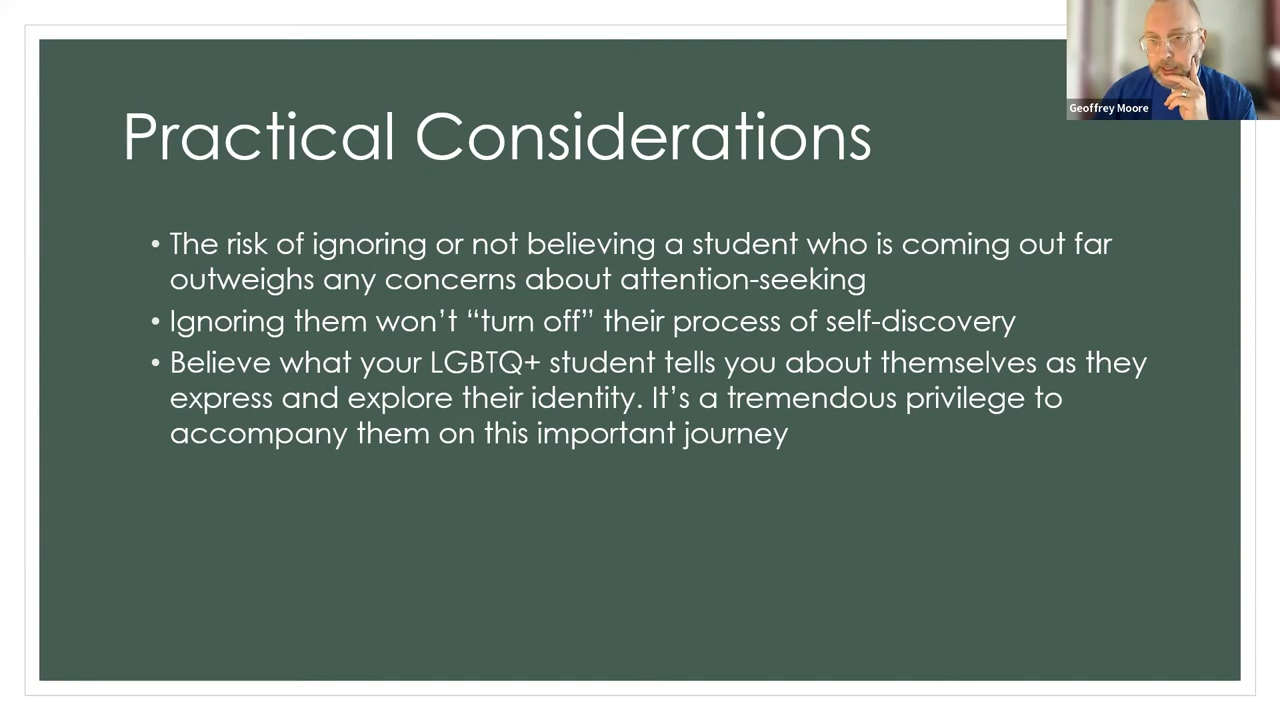 Practical Considerations
Geoffrey Moore
• The risk of ignoring or not believing a student who is coming out far
outweighs any concerns about attention-seeking
• Ignoring them won’t “turn off” their process of self-discovery
• Believe what your LGBTQ+ student tells you about themselves as they
express and explore their identity. It’s a tremendous privilege to
accompany them on this important journey